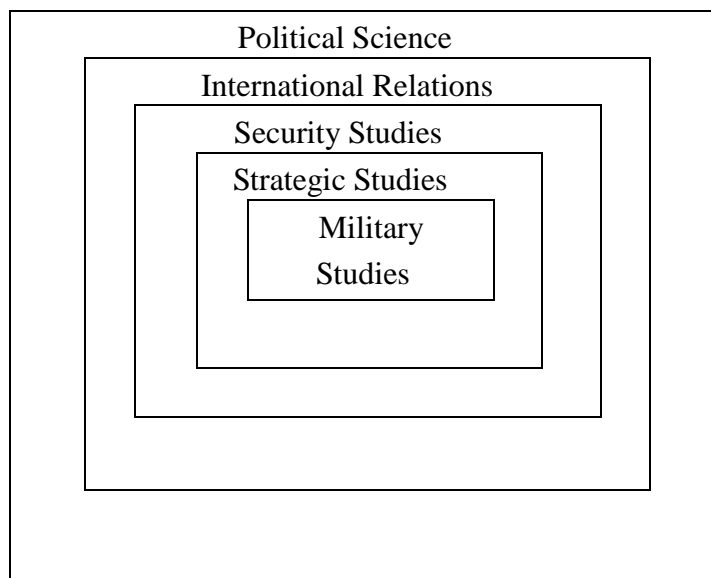 Political Science
International Relations
Security Studies
Strategic Studies
Military
Studies